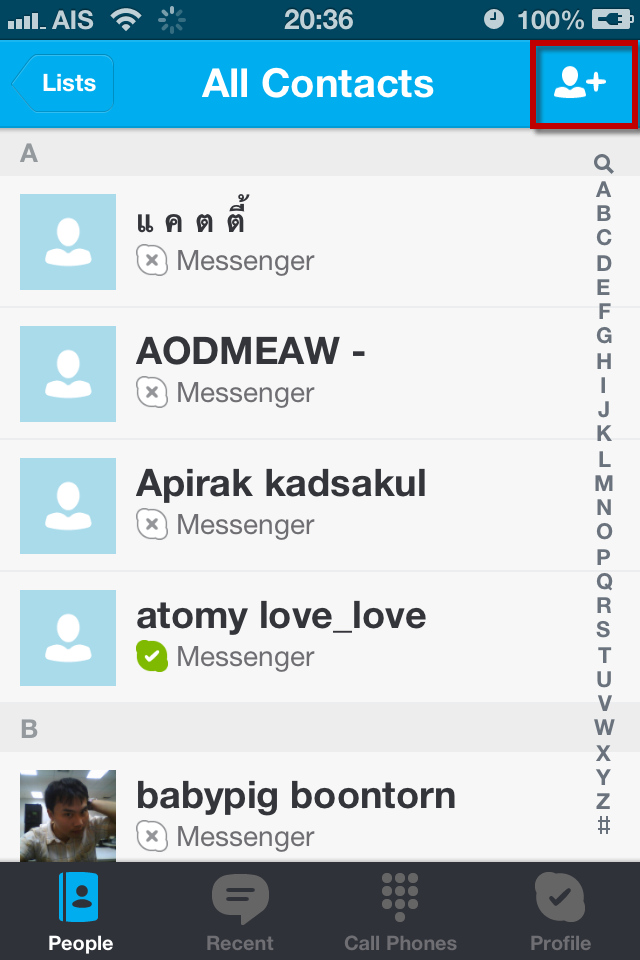 AIS 20:36 100%
Lists All Contacts
A
แ ค ต ตี้
Messenger
AODMEAW -
Messenger
Apirak kadsakul
Messenger
atomy love_love
Messenger
B
babypig boontorn
Messenger
A
B
C
D
E
F
G
H
I
J
K
L
M
N
O
P
Q
R
S
T
U
V
W
X
Y
Z
#
People Recent Call Phones Profile